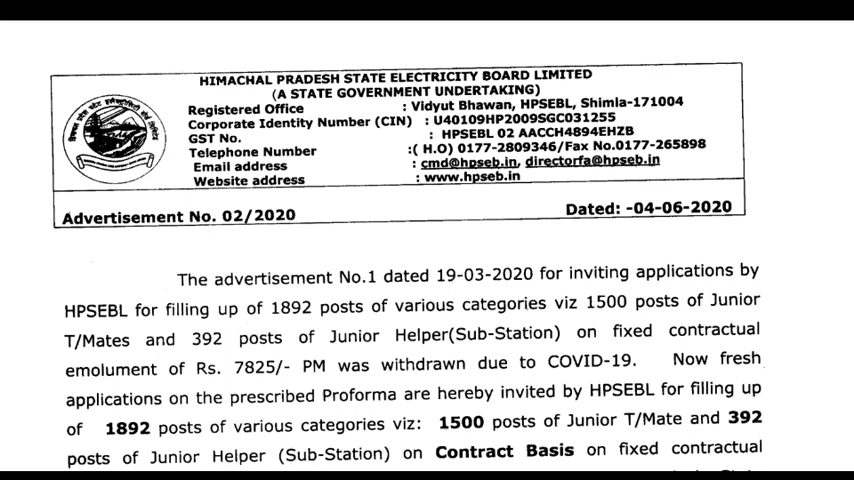 HIMACHAL PRADESH STATE ELECTRICITY BOARD LIMITED
(A STATE GOVERNMENT UNDERTAKING)
Registered Office : Vidyut Bhawan, HPSEBL, Shimla-171004
Corporate Identity Number (CIN) : U40109HP2009SGC031255
GST No. : HPSEBL 02 AACCH4894EHZB
Telephone Number :( H.O) 0177-2809346/Fax No.0177-265898
Email address : cmd@hpseb.in, directorfa@hpseb.in
Website address : www.hpseb.in
Advertisement No. 02/2020 Dated: -04-06-2020
The advertisement No.1 dated 19-03-2020 for inviting applications by
HPSEBL for filling up of 1892 posts of various categories viz 1500 posts of Junior
T/Mates and 392 posts of Junior Helper(Sub-Station) on fixed contractual
emolument of Rs. 7825/- PM was withdrawn due to COVID-19. Now fresh
applications on the prescribed Proforma are hereby invited by HPSEBL for filling up
of 1892 posts of various categories viz: 1500 posts of Junior T/Mate and 392
posts of Junior Helper (Sub-Station) on Contract Basis on fixed contractual